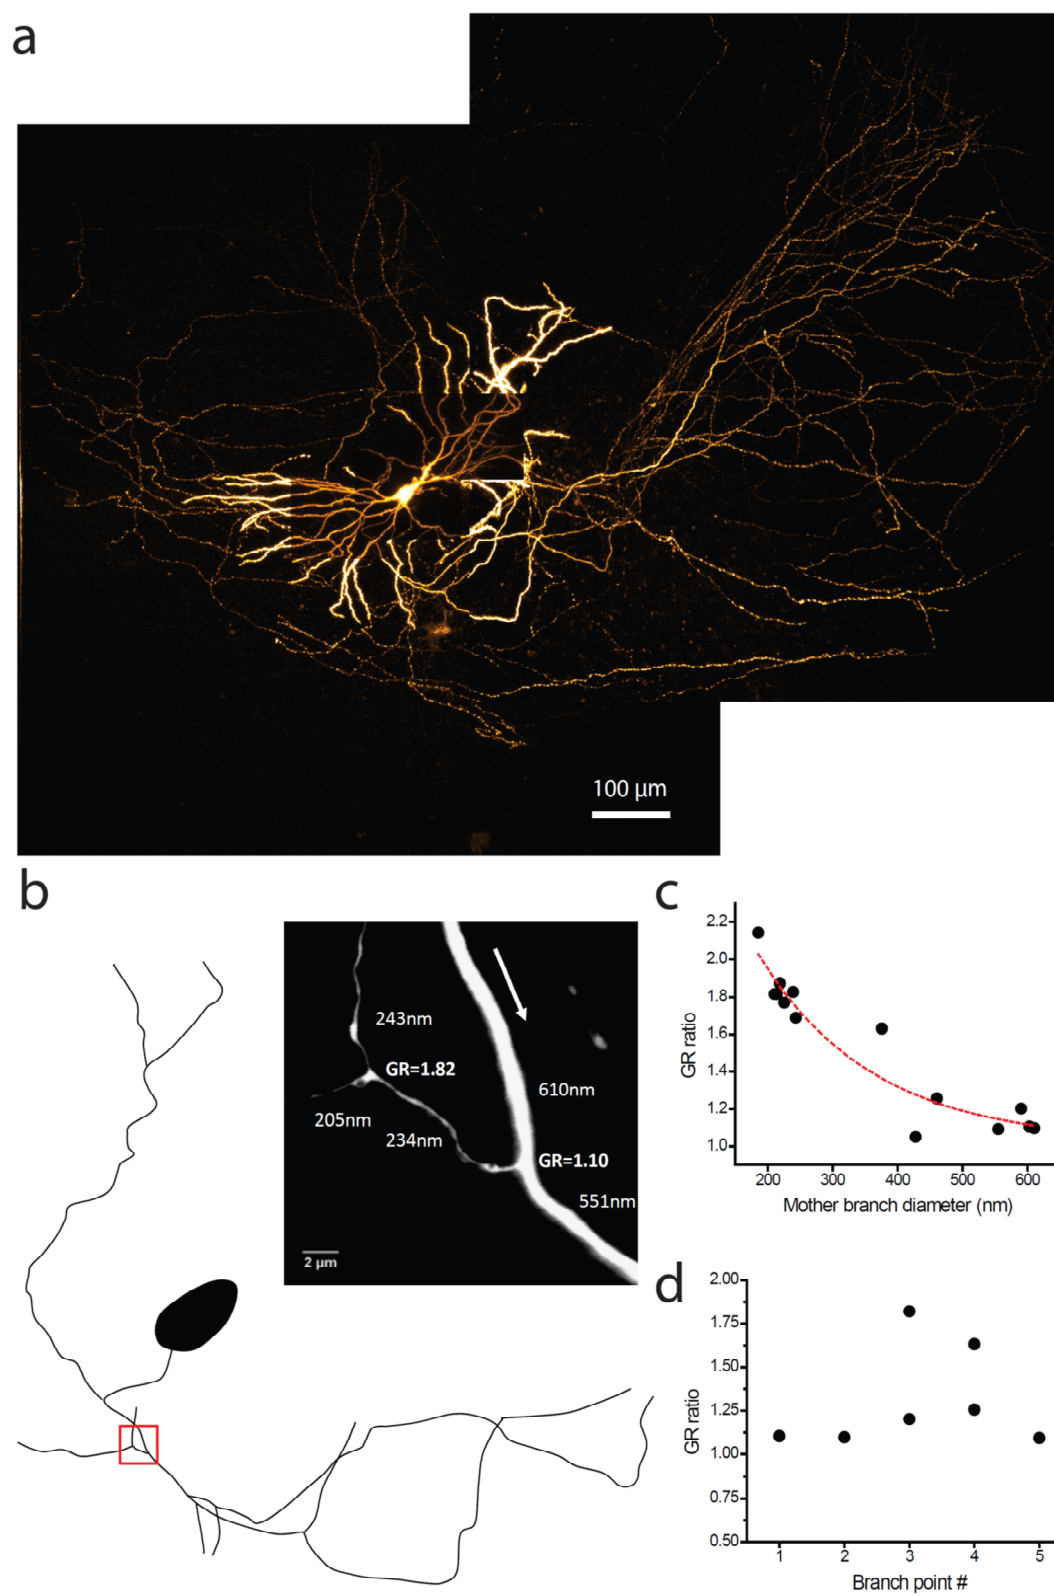 a
100 μm
b
243nm
GR=1.82
610nm
205nm
234nm
GR=1.10
551nm
2 μm
c
2.2
2.0
1.8
1.6
1.4
1.2
1.0
GR ratio
200 300 400 500 600
Mother branch diameter (nm)
d
2.00
1.75
1.50
1.25
1.00
0.75
0.50
GR ratio
1 2 3 4 5
Branch point #